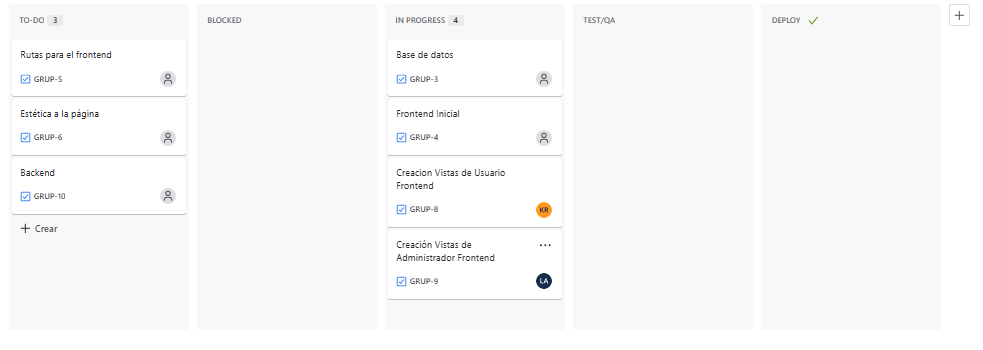 TO-DO 3
Rutas para el frontend
GRUP-5
Estética a la página
GRUP-6
Backend
GRUP-10
+ Crear
BLOCKED
IN PROGRESS 4
Base de datos
GRUP-3
Frontend Inicial
GRUP-4
Creacion Vistas de Usuario
Frontend
GRUP-8
KR
Creación Vistas de
Administrador Frontend
GRUP-9
LA
TEST/QA
DEPLOY